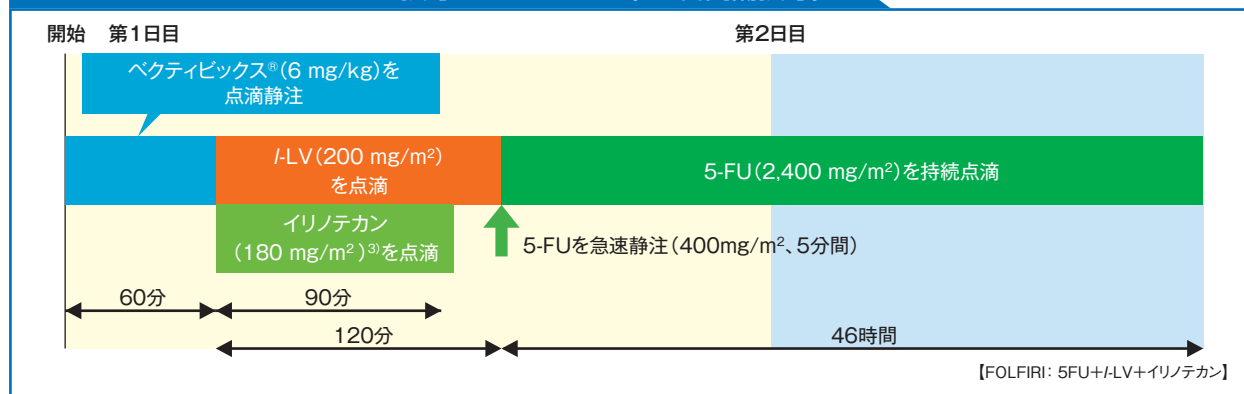 開始 第1日目
第2日目
ベクティビックス®(6 mg/kg)を
点滴静注
l-LV(200 mg/m²)
を点滴
5-FU(2,400 mg/m²)を持続点滴
イリノテカン
(180 mg/m²)³⁾を点滴
5-FUを急速静注(400mg/m²、5分間)
60分
90分
120分
46時間
【FOLFIRI: 5FU+l-LV+イリノテカン】